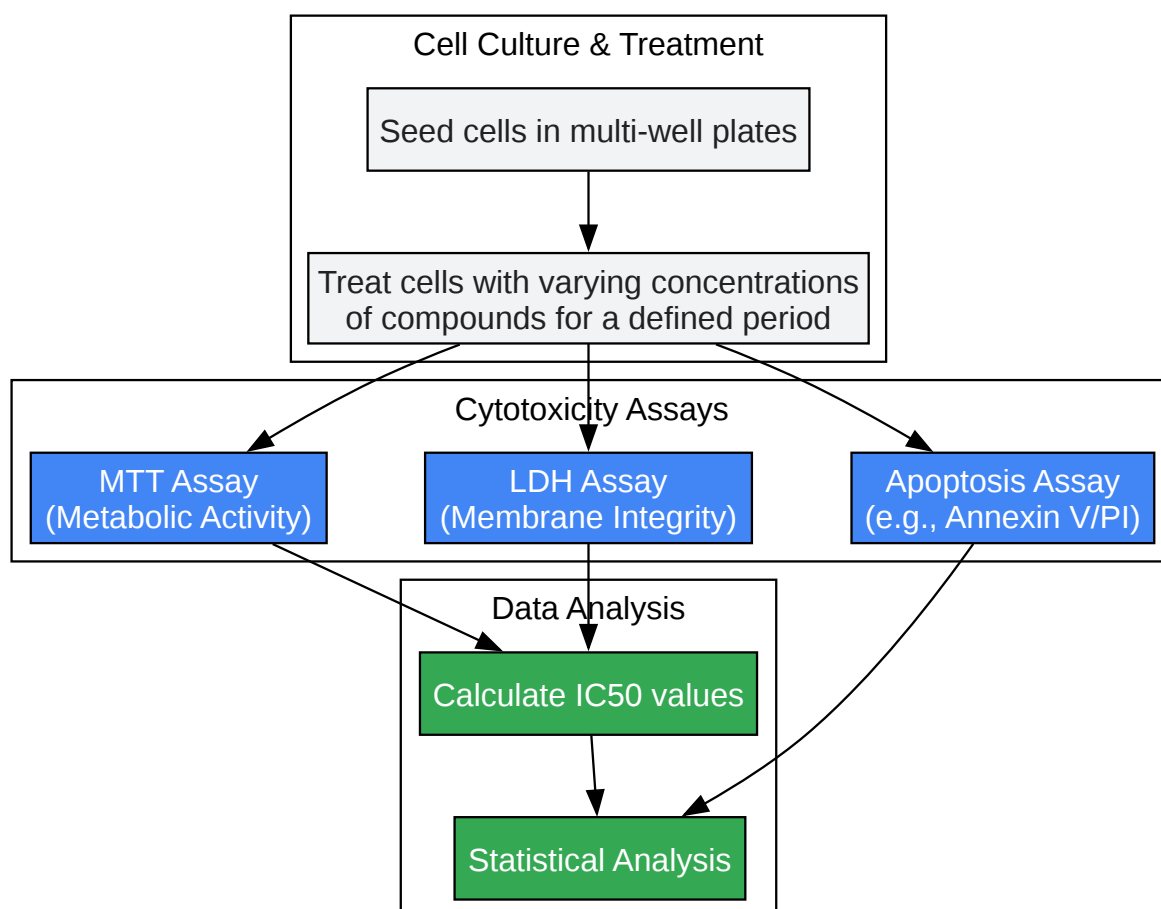 Cell Culture & Treatment
Seed cells in multi-well plates
Treat cells with varying concentrations
of compounds for a defined period
Cytotoxicity Assays
MTT Assay
(Metabolic Activity)
LDH Assay
(Membrane Integrity)
Apoptosis Assay
(e.g., Annexin V/PI)
Data Analysis
Calculate IC50 values
Statistical Analysis